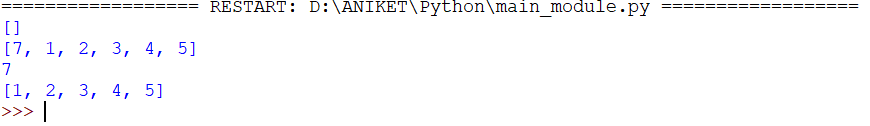 ================== RESTART: D:\ANIKET\Python\main_module.py ==================
[]
[7, 1, 2, 3, 4, 5]
7
[1, 2, 3, 4, 5]
>>>